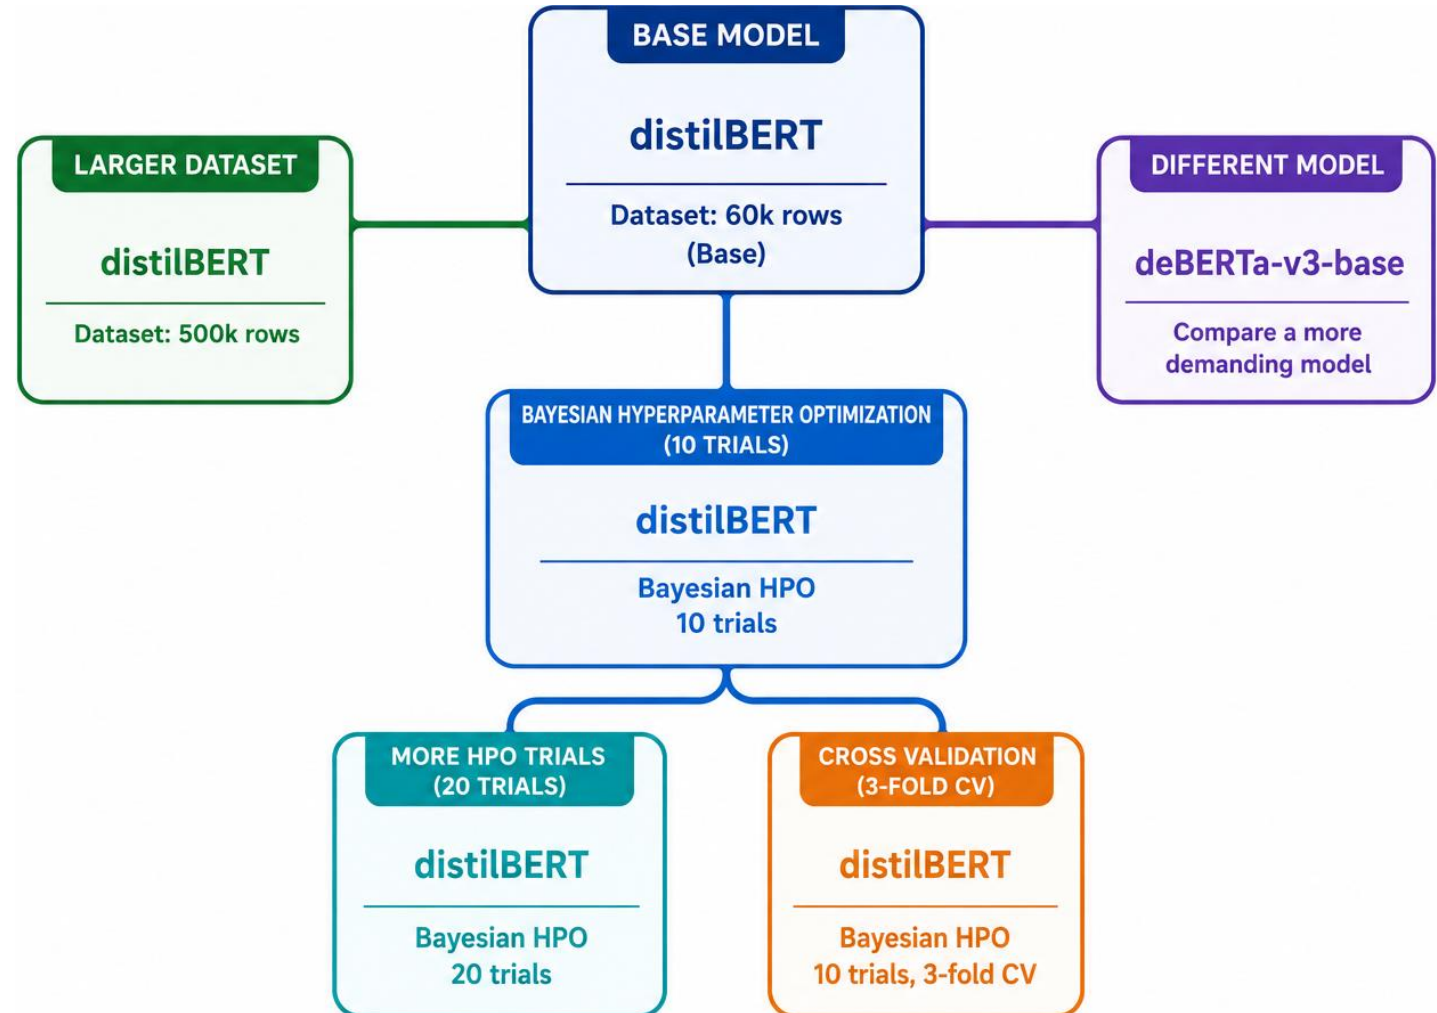 BASE MODEL
distilBERT
Dataset: 60k rows
(Base)
LARGER DATASET
distilBERT
Dataset: 500k rows
DIFFERENT MODEL
deBERTa-v3-base
Compare a more
demanding model
BAYESIAN HYPERPARAMETER OPTIMIZATION
(10 TRIALS)
distilBERT
Bayesian HPO
10 trials
MORE HPO TRIALS
(20 TRIALS)
distilBERT
Bayesian HPO
20 trials
CROSS VALIDATION
(3-FOLD CV)
distilBERT
Bayesian HPO
10 trials, 3-fold CV